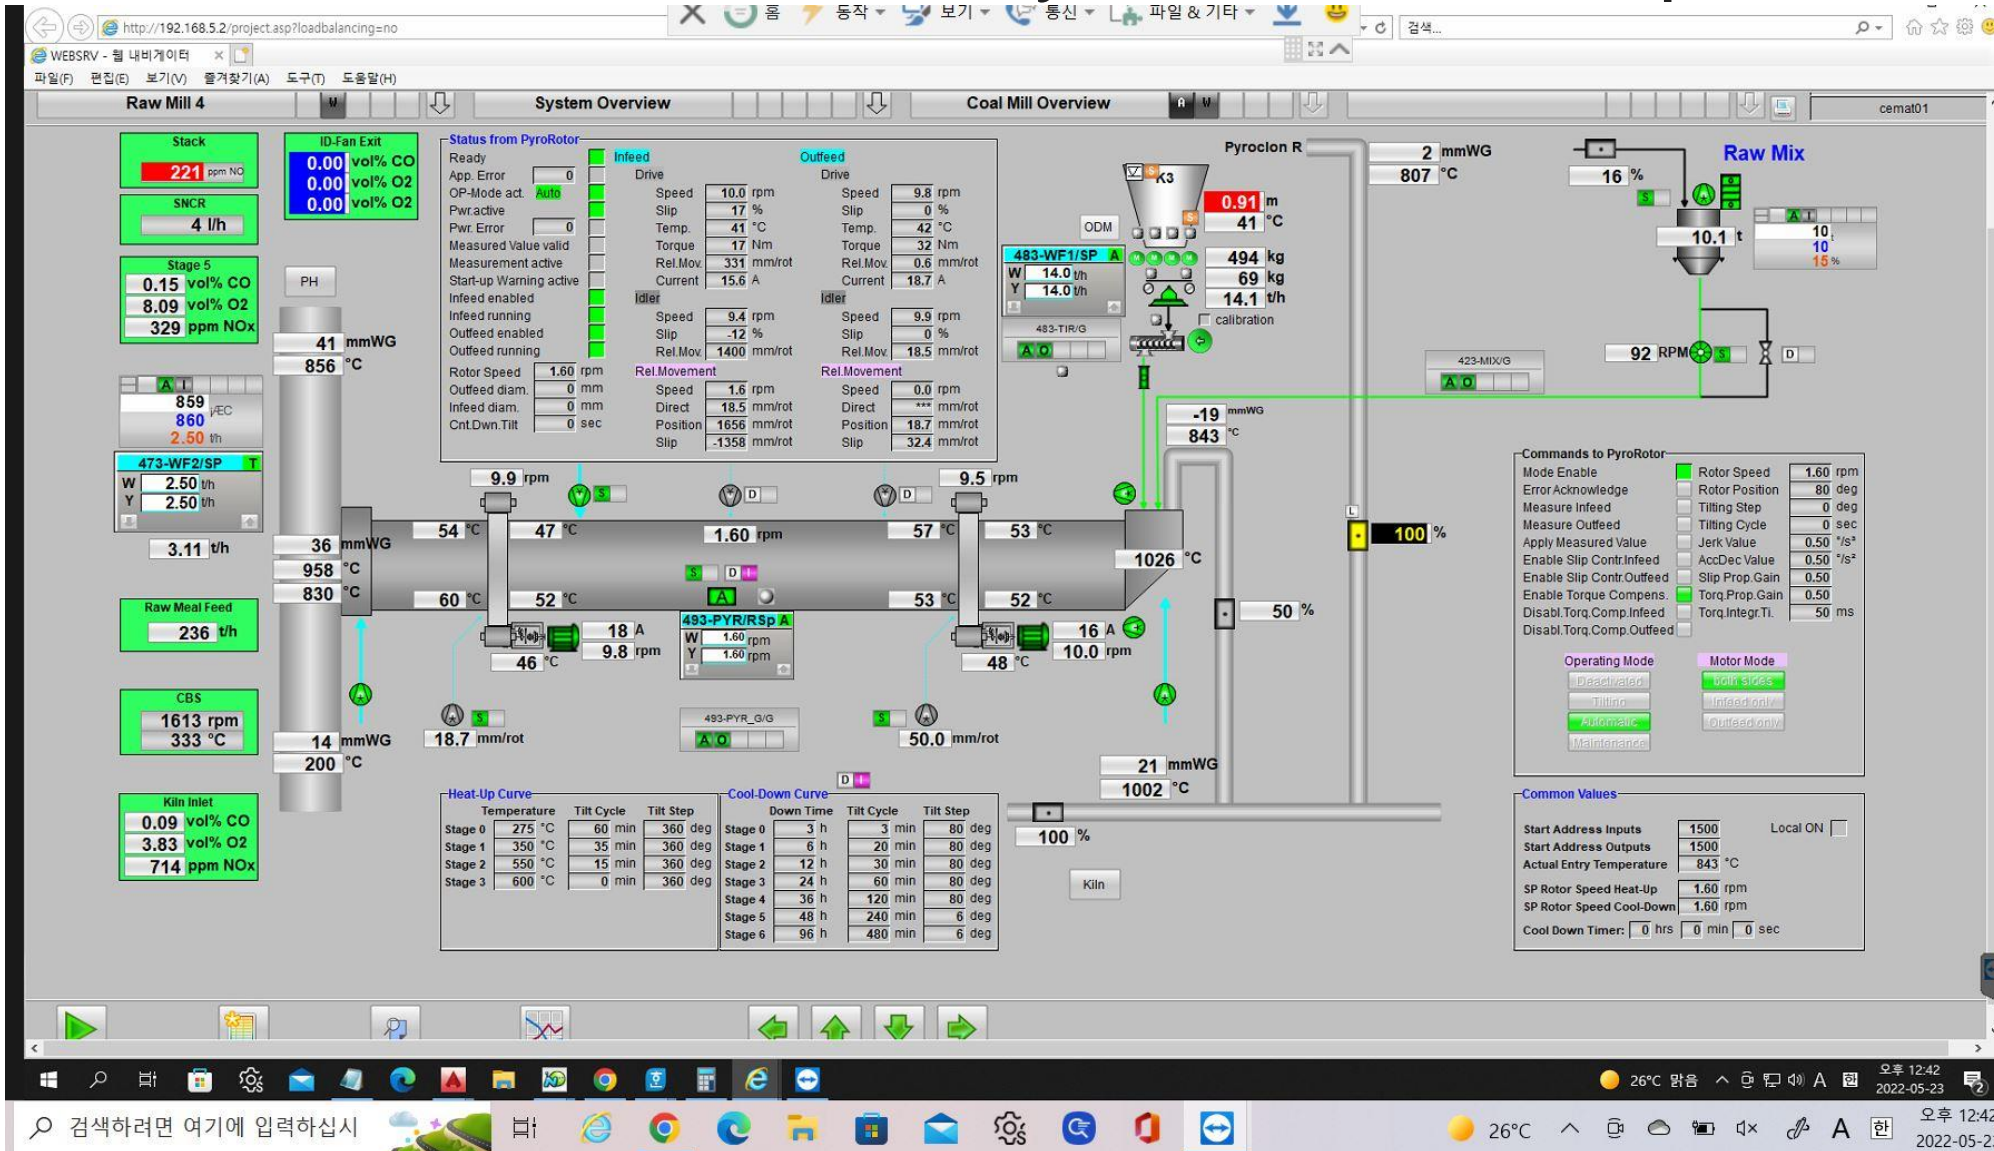 홈 동작 보기 통신 파일 & 기타
http://192.168.5.2/project.asp?loadbalancing=no
검색...
WEBSRV - 웹 내비게이터
파일(F) 편집(E) 보기(V) 즐겨찾기(A) 도구(T) 도움말(H)
Raw Mill 4 W System Overview Coal Mill Overview A W cemat01
Stack
221 ppm NO
SNCR
4 l/h
Stage 5
0.15 vol% CO
8.09 vol% O2
329 ppm NOx
A I
859
860
2.50 t/h
473-WF2/SP T
W 2.50 t/h
Y 2.50 t/h
3.11 t/h
Raw Meal Feed
236 t/h
CBS
1613 rpm
333 °C
Kiln Inlet
0.09 vol% CO
3.83 vol% O2
714 ppm NOx
ID-Fan Exit
0.00 vol% CO
0.00 vol% O2
0.00 vol% O2
PH
41 mmWG
856 °C
36 mmWG
958 °C
830 °C
14 mmWG
200 °C
Status from PyroRotor
Ready
App. Error 0
OP-Mode act. Auto
Pwr.active
Pwr. Error 0
Measured Value valid
Measurement active
Start-up Warning active
Infeed enabled
Infeed running
Outfeed enabled
Outfeed running
Rotor Speed 1.60 rpm
Outfeed diam. 0 mm
Infeed diam. 0 mm
Cnt.Dwn.Tilt 0 sec
Infeed
Drive
Speed 10.0 rpm
Slip 17 %
Temp. 41 °C
Torque 17 Nm
Rel.Mov. 331 mm/rot
Current 15.6 A
Idler
Speed 9.4 rpm
Slip -12 %
Rel.Mov. 1400 mm/rot
Rel.Movement
Speed 1.6 rpm
Direct 18.5 mm/rot
Position 1656 mm/rot
Slip -1358 mm/rot
Outfeed
Drive
Speed 9.8 rpm
Slip 0 %
Temp. 42 °C
Torque 32 Nm
Rel.Mov. 0.6 mm/rot
Current 18.7 A
Idler
Speed 9.9 rpm
Slip 0 %
Rel.Mov. 18.5 mm/rot
Rel.Movement
Speed 0.0 rpm
Direct *** mm/rot
Position 18.7 mm/rot
Slip 32.4 mm/rot
ODM
483-WF1/SP A
W 14.0 t/h
Y 14.0 t/h
483-TIR/G
A O
K3
S
S
0.91 m
41 °C
M M M M
494 kg
69 kg
14.1 t/h
calibration
Pyroclon R
2 mmWG
807 °C
16 %
S
Raw Mix
10.1 t
A I
10
10
15 %
423-MIX/G
A O
92 RPM S D
-19 mmWG
843 °C
9.9 rpm
S
D
D
9.5 rpm
54 °C
47 °C
1.60 rpm
57 °C
53 °C
1026 °C
S D I
A
60 °C
52 °C
53 °C
52 °C
18 A
9.8 rpm
46 °C
493-PYR/RSp A
W 1.60 rpm
Y 1.60 rpm
16 A
10.0 rpm
48 °C
L
100 %
50 %
S
18.7 mm/rot
493-PYR_G/G
A O
S
50.0 mm/rot
21 mmWG
1002 °C
100 %
Kiln
D I
Heat-Up Curve
Temperature Tilt Cycle Tilt Step
Stage 0 275 °C 60 min 360 deg
Stage 1 350 °C 35 min 360 deg
Stage 2 550 °C 15 min 360 deg
Stage 3 600 °C 0 min 360 deg
Cool-Down Curve
Down Time Tilt Cycle Tilt Step
Stage 0 3 h 3 min 80 deg
Stage 1 6 h 20 min 80 deg
Stage 2 12 h 30 min 80 deg
Stage 3 24 h 60 min 80 deg
Stage 4 36 h 120 min 80 deg
Stage 5 48 h 240 min 6 deg
Stage 6 96 h 480 min 6 deg
Commands to PyroRotor
Mode Enable Rotor Speed 1.60 rpm
Error Acknowledge Rotor Position 80 deg
Measure Infeed Tilting Step 0 deg
Measure Outfeed Tilting Cycle 0 sec
Apply Measured Value Jerk Value 0.50 °/s³
Enable Slip Contr.Infeed AccDec Value 0.50 °/s²
Enable Slip Contr.Outfeed Slip Prop.Gain 0.50
Enable Torque Compens. Torq.Prop.Gain 0.50
Disabl.Torq.Comp.Infeed Torq.Integr.Ti. 50 ms
Disabl.Torq.Comp.Outfeed
Operating Mode Motor Mode
Deactivated both sides
Tilting Infeed only
Automatic Outfeed only
Maintenance
Common Values
Start Address Inputs 1500 Local ON
Start Address Outputs 1500
Actual Entry Temperature 843 °C
SP Rotor Speed Heat-Up 1.60 rpm
SP Rotor Speed Cool-Down 1.60 rpm
Cool Down Timer: 0 hrs 0 min 0 sec
26°C 맑음 A 한 오후 12:42
2022-05-23 2
검색하려면 여기에 입력하십시
26°C A 한 오후 12:42
2022-05-2